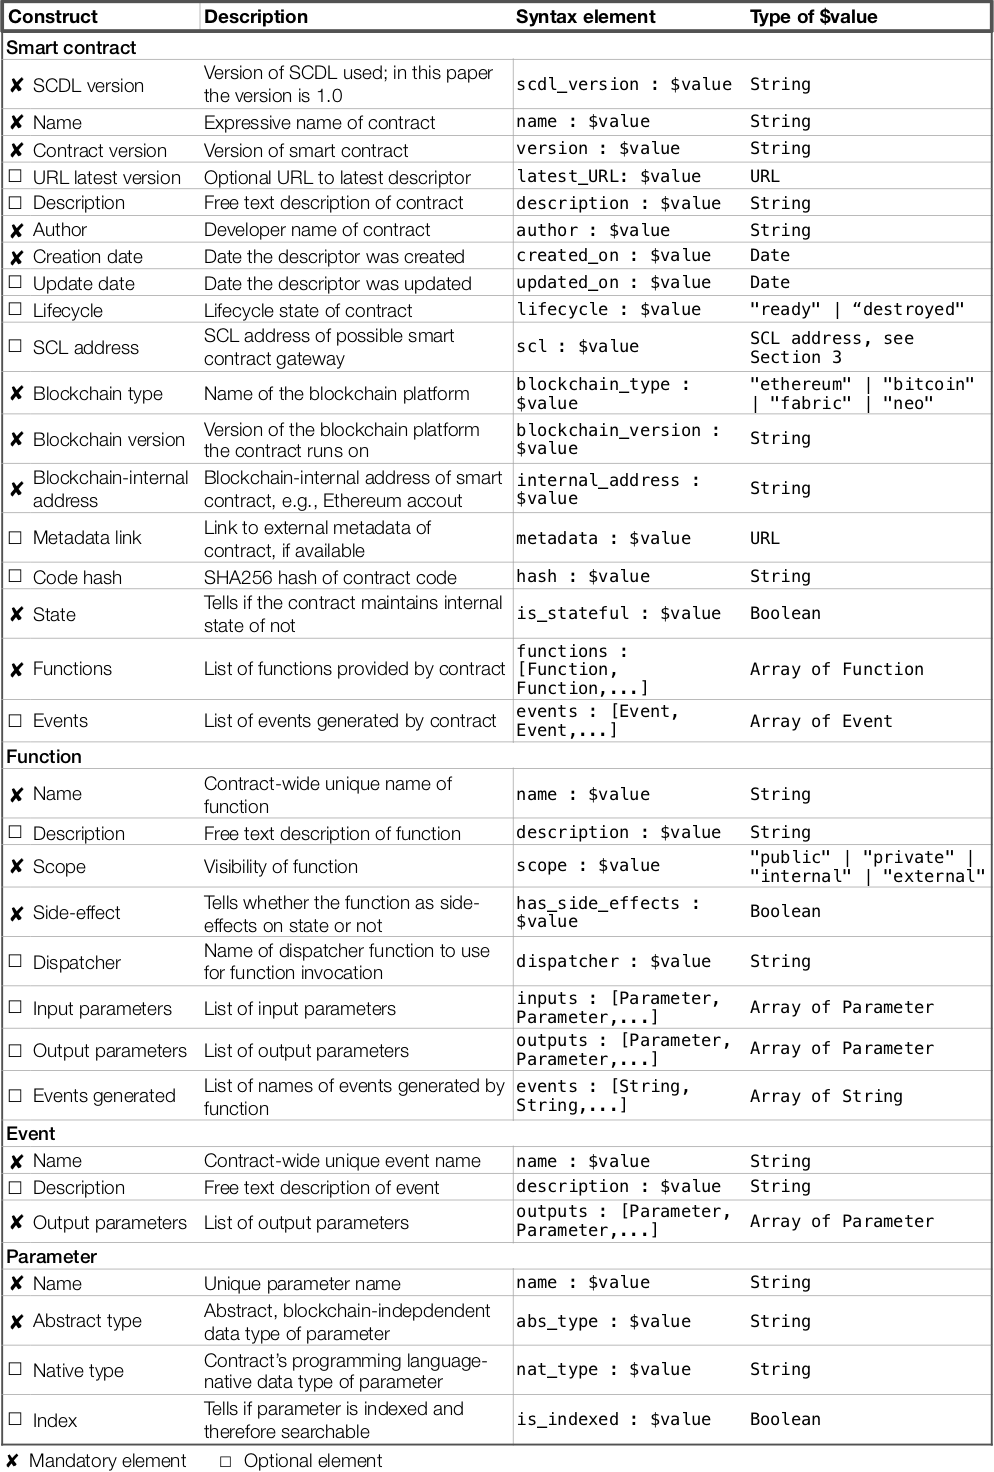 Construct Description Syntax element Type of $value
Smart contract
✘ SCDL version Version of SCDL used; in this paper the version is 1.0 scdl_version : $value String
✘ Name Expressive name of contract name : $value String
✘ Contract version Version of smart contract version : $value String
☐ URL latest version Optional URL to latest descriptor latest_URL: $value URL
☐ Description Free text description of contract description : $value String
✘ Author Developer name of contract author : $value String
✘ Creation date Date the descriptor was created created_on : $value Date
☐ Update date Date the descriptor was updated updated_on : $value Date
☐ Lifecycle Lifecycle state of contract lifecycle : $value "ready" | “destroyed"
☐ SCL address SCL address of possible smart contract gateway scl : $value SCL address, see Section 3
✘ Blockchain type Name of the blockchain platform blockchain_type : $value "ethereum" | "bitcoin" | "fabric" | "neo"
✘ Blockchain version Version of the blockchain platform the contract runs on blockchain_version : $value String
✘ Blockchain-internal address Blockchain-internal address of smart contract, e.g., Ethereum accout internal_address : $value String
☐ Metadata link Link to external metadata of contract, if available metadata : $value URL
☐ Code hash SHA256 hash of contract code hash : $value String
✘ State Tells if the contract maintains internal state of not is_stateful : $value Boolean
✘ Functions List of functions provided by contract functions : [Function, Function,...] Array of Function
☐ Events List of events generated by contract events : [Event, Event,...] Array of Event
Function
✘ Name Contract-wide unique name of function name : $value String
☐ Description Free text description of function description : $value String
✘ Scope Visibility of function scope : $value "public" | "private" | "internal" | "external"
✘ Side-effect Tells whether the function as side-effects on state or not has_side_effects : $value Boolean
☐ Dispatcher Name of dispatcher function to use for function invocation dispatcher : $value String
☐ Input parameters List of input parameters inputs : [Parameter, Parameter,...] Array of Parameter
☐ Output parameters List of output parameters outputs : [Parameter, Parameter,...] Array of Parameter
☐ Events generated List of names of events generated by function events : [String, String,...] Array of String
Event
✘ Name Contract-wide unique event name name : $value String
☐ Description Free text description of event description : $value String
✘ Output parameters List of output parameters outputs : [Parameter, Parameter,...] Array of Parameter
Parameter
✘ Name Unique parameter name name : $value String
✘ Abstract type Abstract, blockchain-indepdendent data type of parameter abs_type : $value String
☐ Native type Contract’s programming language-native data type of parameter nat_type : $value String
☐ Index Tells if parameter is indexed and therefore searchable is_indexed : $value Boolean
✘ Mandatory element ☐ Optional element